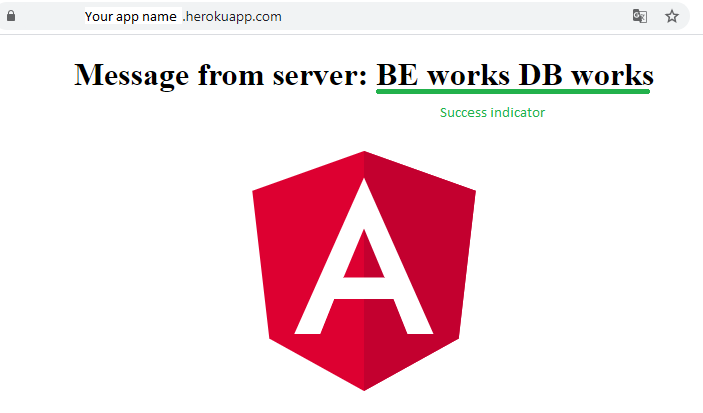 Your app name .herokuapp.com
Message from server: BE works DB works
Success indicator
A